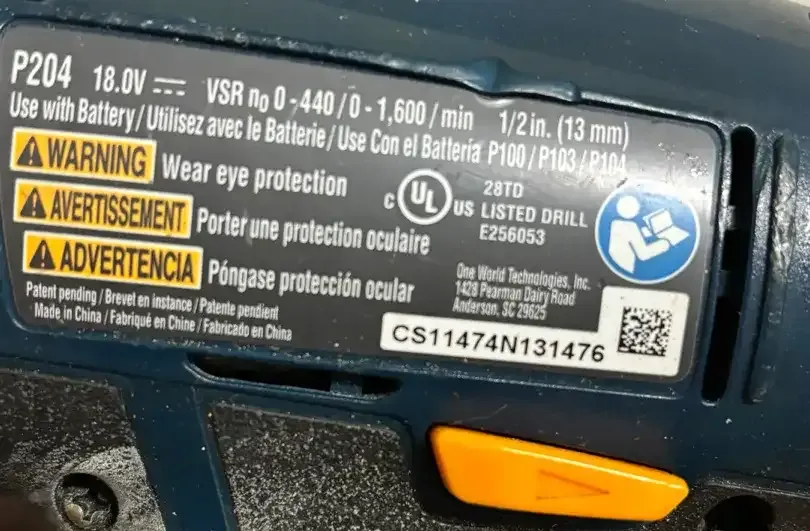 P204 18.0V ⎓ VSR n₀ 0-440/0-1,600/min 1/2 in. (13 mm)
Use with Battery / Utilisez avec le Batterie / Use Con el Batteria P100 / P103 / P104
WARNING Wear eye protection
AVERTISSEMENT Porter une protection oculaire
ADVERTENCIA Póngase protección ocular
C UL US
28TD
LISTED DRILL
E256053
One World Technologies, Inc.
1428 Pearman Dairy Road
Anderson, SC 29625
Patent pending / Brevet en instance / Patente pendient
Made in China / Fabriqué en Chine / Fabricado en China
CS11474N131476